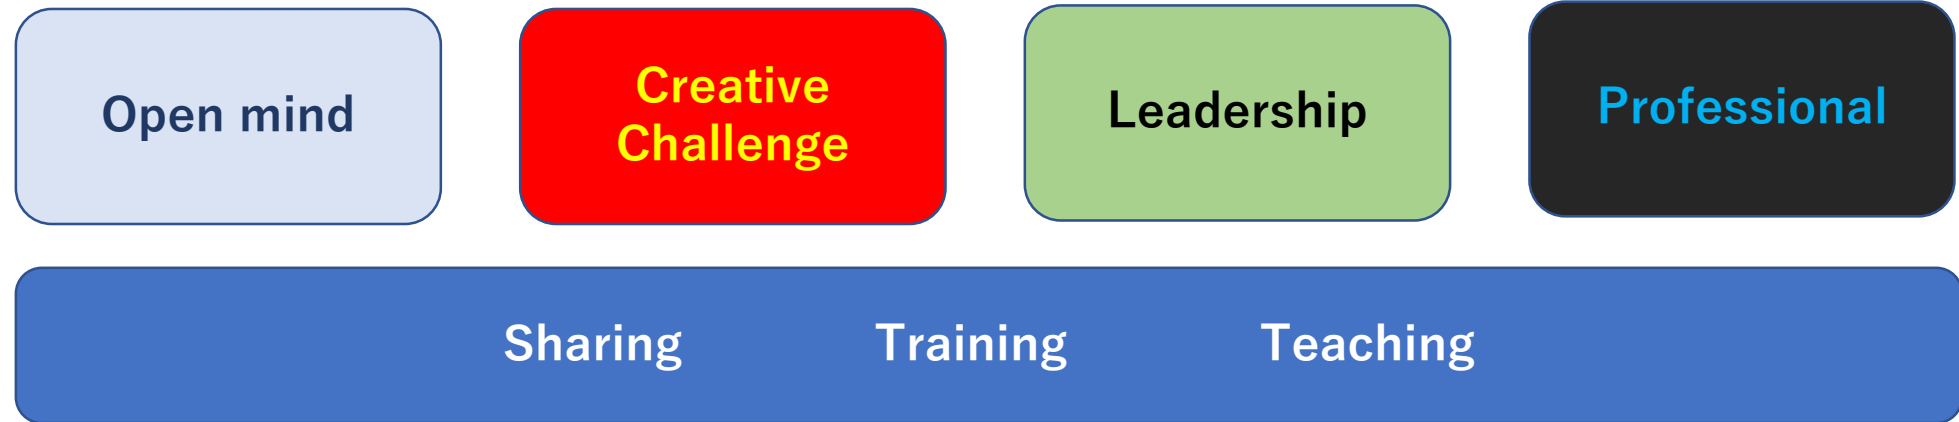 Open mind
Creative
Challenge
Leadership
Professional
Sharing Training Teaching